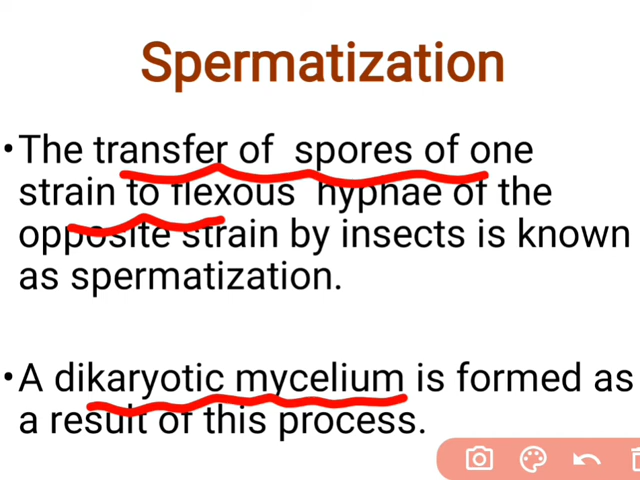 Spermatization
•The transfer of spores of one
strain to flexous hyphae of the
opposite strain by insects is known
as spermatization.
•A dikaryotic mycelium is formed as
a result of this process.